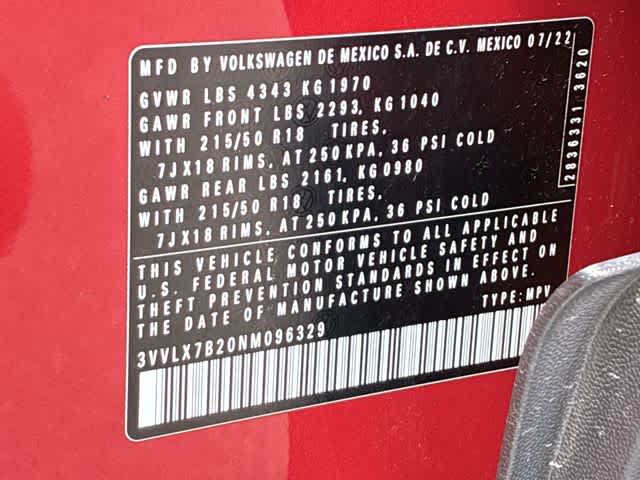 MFD BY VOLKSWAGEN DE MEXICO S.A. DE C.V. MEXICO 07/22
GVWR LBS 4343 KG 1970
GAWR FRONT LBS 2293, KG 1040
WITH 215/50 R18 TIRES,
7JX18 RIMS, AT 250 KPA, 36 PSI COLD
GAWR REAR LBS 2161, KG 0980
WITH 215/50 R18 TIRES,
7JX18 RIMS, AT 250 KPA, 36 PSI COLD
2836331 3620
THIS VEHICLE CONFORMS TO ALL APPLICABLE
U.S. FEDERAL MOTOR VEHICLE SAFETY AND
THEFT PREVENTION STANDARDS IN EFFECT ON
THE DATE OF MANUFACTURE SHOWN ABOVE.
TYPE: MPV
3VVLX7B20NM096329